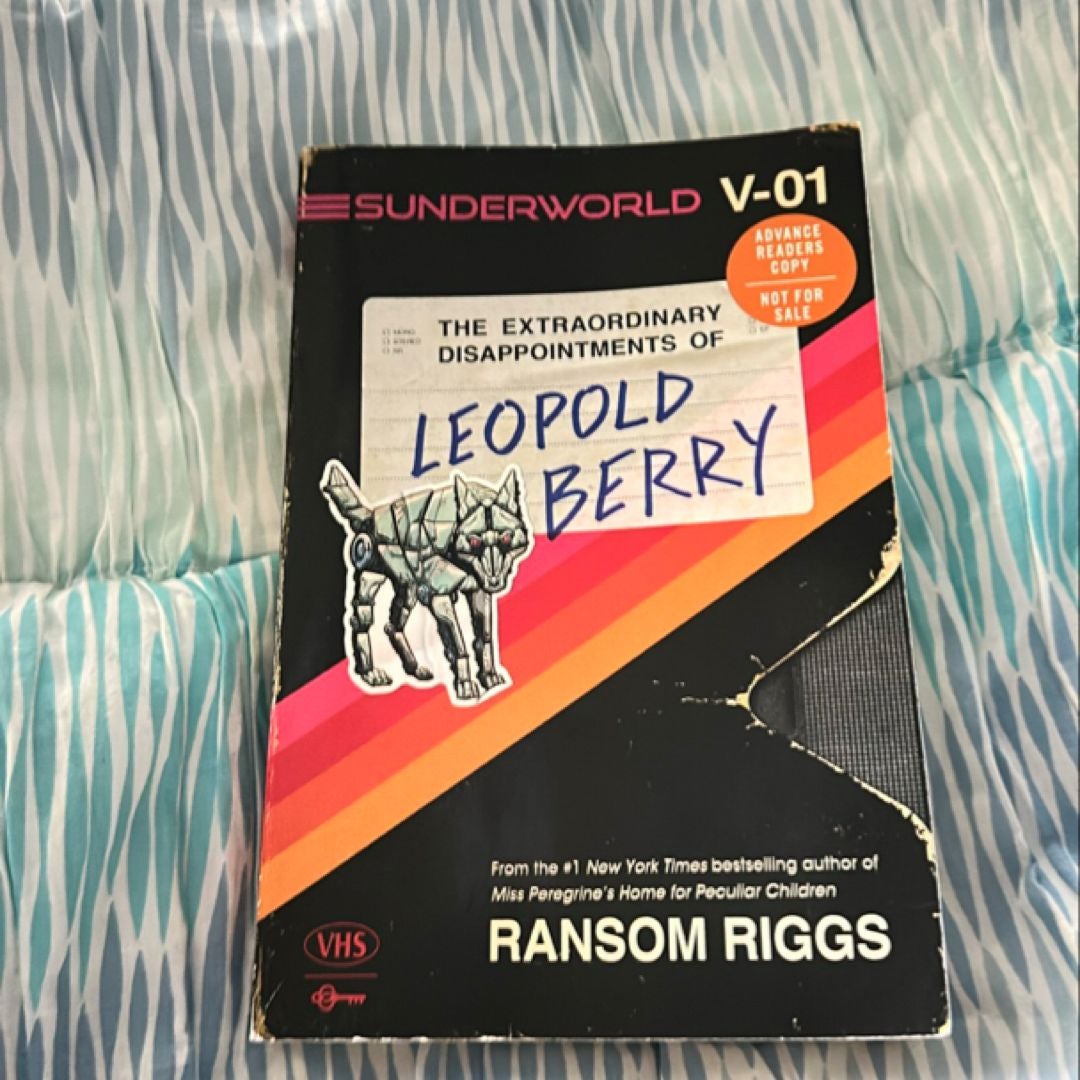 SUNDERWORLD V-01
ADVANCE
READERS
COPY
NOT FOR
SALE
THE EXTRAORDINARY
DISAPPOINTMENTS OF
LEOPOLD
BERRY
From the #1 New York Times bestselling author of
Miss Peregrine's Home for Peculiar Children
RANSOM RIGGS
VHS